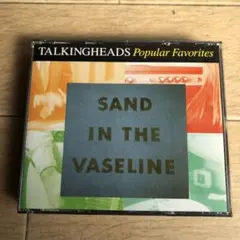 TALKINGHEADS Popular Favorites
SAND
IN THE
VASELINE